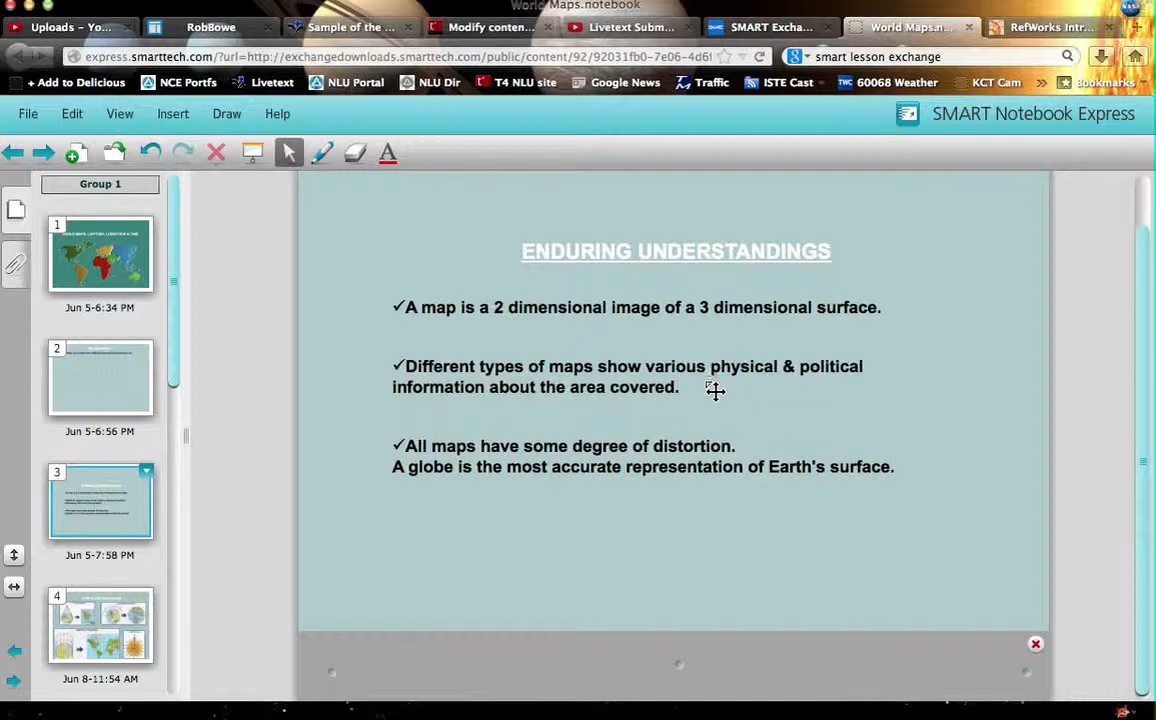 World Maps.notebook
Uploads - Yo...
RobBowe
Sample of the ...
Modify conten...
Livetext Subm...
SMART Excha...
World Maps.n...
RefWorks Intr...
express.smarttech.com/?url=http://exchangedownloads.smarttech.com/public/content/92/92031fb0-7e06-4d6
smart lesson exchange
+ Add to Delicious
NCE Portfs
Livetext
NLU Portal
NLU Dir
T4 NLU site
Google News
Traffic
ISTE Cast
60068 Weather
KCT Cam
»
Bookmarks
File
Edit
View
Insert
Draw
Help
SMART Notebook Express
Group 1
1
Jun 5-6:34 PM
2
Jun 5-6:56 PM
3
Jun 5-7:58 PM
4
Jun 8-11:54 AM
ENDURING UNDERSTANDINGS
✓A map is a 2 dimensional image of a 3 dimensional surface.
✓Different types of maps show various physical & political
information about the area covered.
✓All maps have some degree of distortion.
A globe is the most accurate representation of Earth's surface.